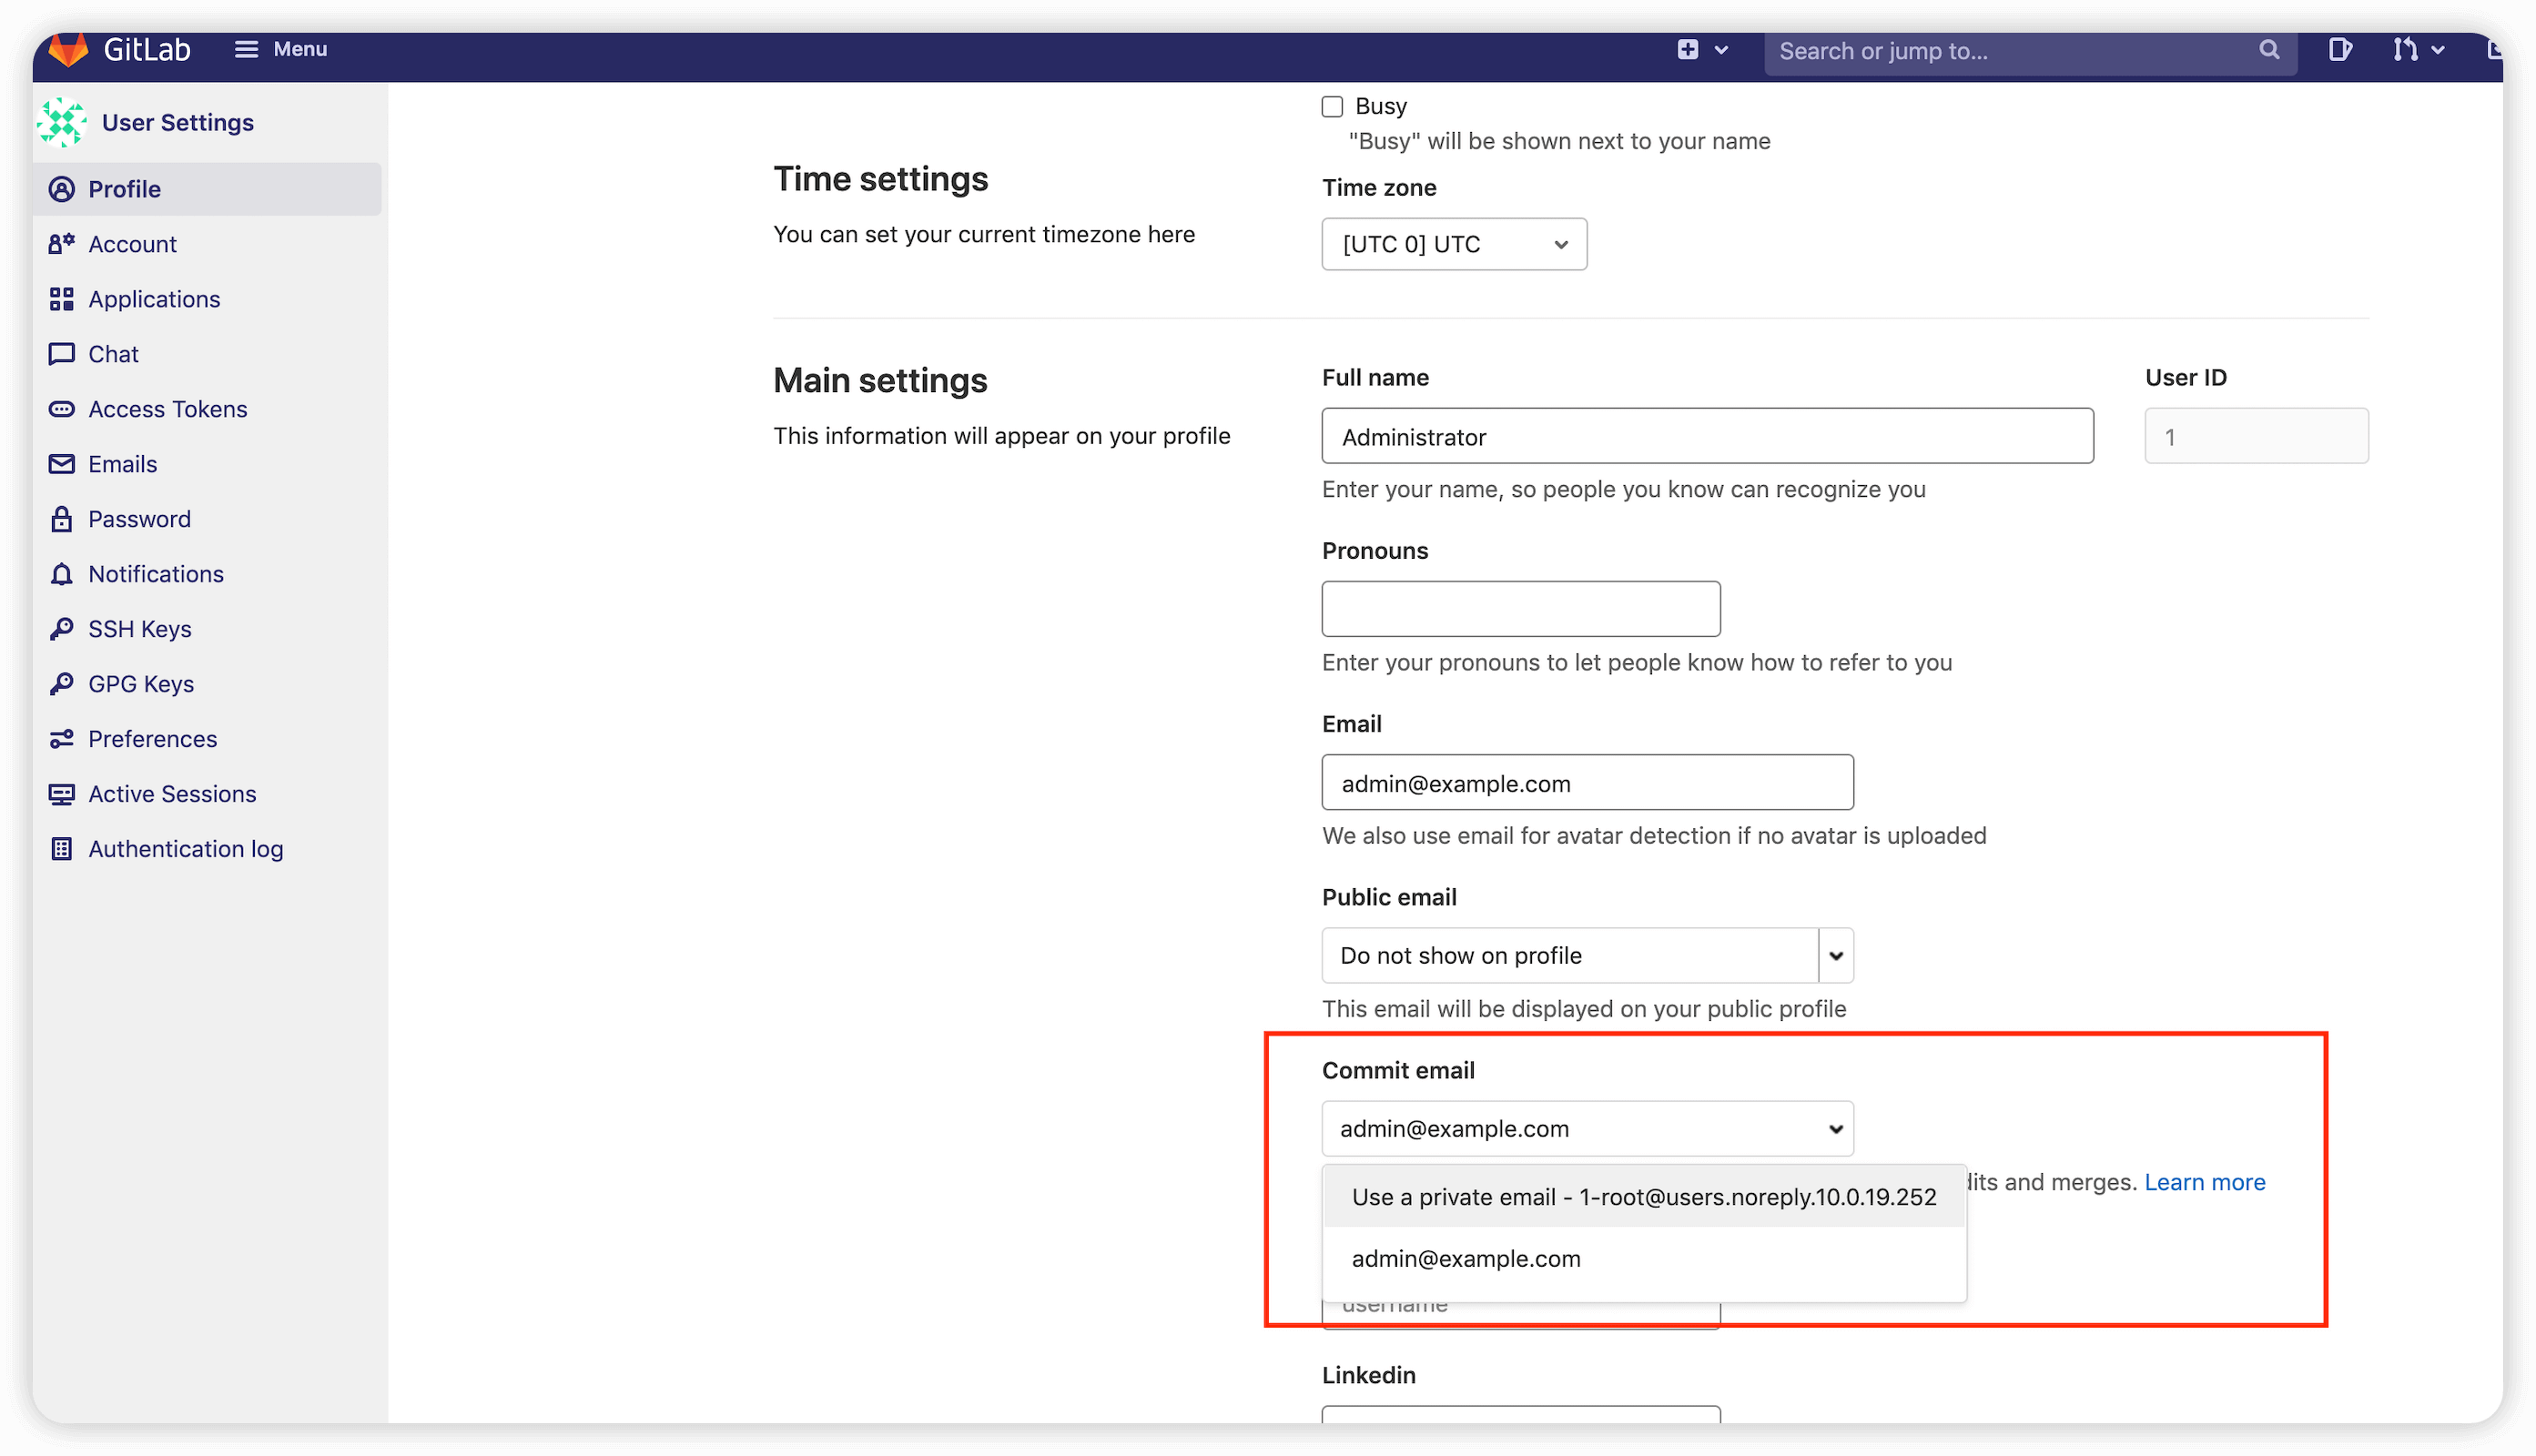 GitLab
Menu
Search or jump to...
User Settings
Profile
Account
Applications
Chat
Access Tokens
Emails
Password
Notifications
SSH Keys
GPG Keys
Preferences
Active Sessions
Authentication log
Busy
"Busy" will be shown next to your name
Time settings
You can set your current timezone here
Time zone
[UTC 0] UTC
Main settings
This information will appear on your profile
Full name
Administrator
Enter your name, so people you know can recognize you
User ID
1
Pronouns
Enter your pronouns to let people know how to refer to you
Email
admin@example.com
We also use email for avatar detection if no avatar is uploaded
Public email
Do not show on profile
This email will be displayed on your public profile
Commit email
admin@example.com
and merges. Learn more
Use a private email - 1-root@users.noreply.10.0.19.252
admin@example.com
username
Linkedin